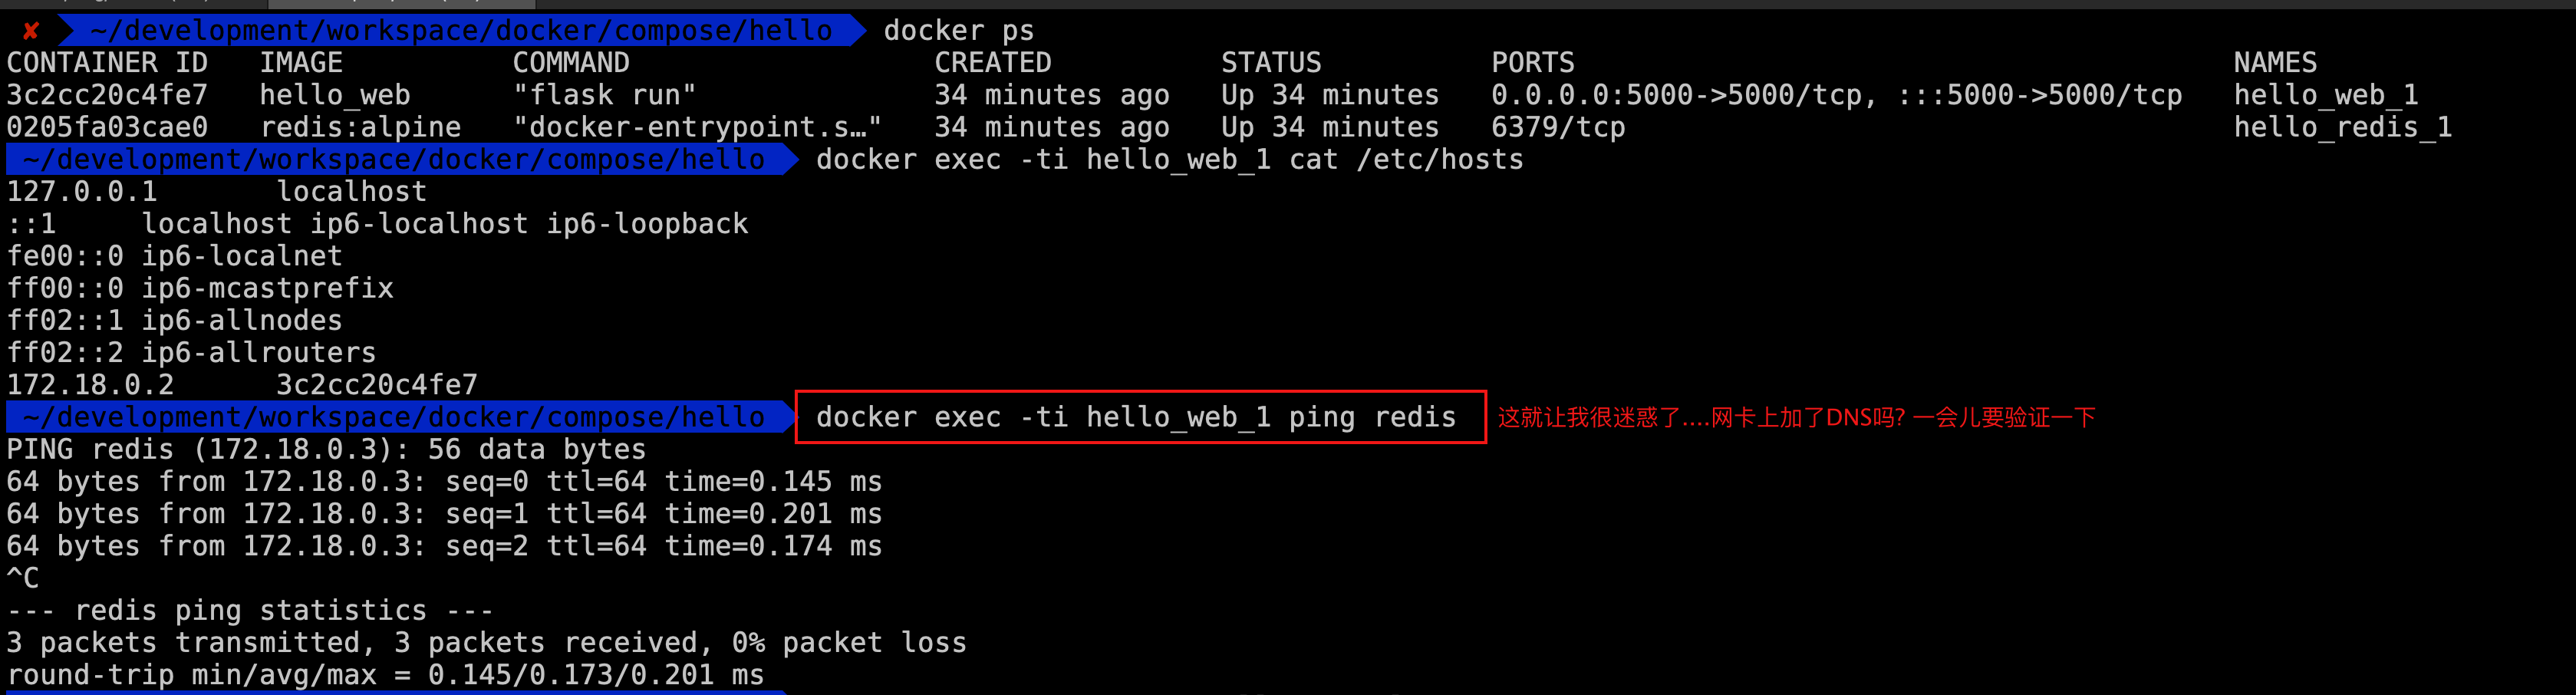 ✘ ~/development/workspace/docker/compose/hello docker ps
CONTAINER ID IMAGE COMMAND CREATED STATUS PORTS NAMES
3c2cc20c4fe7 hello_web "flask run" 34 minutes ago Up 34 minutes 0.0.0.0:5000->5000/tcp, :::5000->5000/tcp hello_web_1
0205fa03cae0 redis:alpine "docker-entrypoint.s…" 34 minutes ago Up 34 minutes 6379/tcp hello_redis_1
~/development/workspace/docker/compose/hello docker exec -ti hello_web_1 cat /etc/hosts
127.0.0.1 localhost
::1 localhost ip6-localhost ip6-loopback
fe00::0 ip6-localnet
ff00::0 ip6-mcastprefix
ff02::1 ip6-allnodes
ff02::2 ip6-allrouters
172.18.0.2 3c2cc20c4fe7
~/development/workspace/docker/compose/hello docker exec -ti hello_web_1 ping redis 这就让我很迷惑了....网卡上加了DNS吗? 一会儿要验证一下
PING redis (172.18.0.3): 56 data bytes
64 bytes from 172.18.0.3: seq=0 ttl=64 time=0.145 ms
64 bytes from 172.18.0.3: seq=1 ttl=64 time=0.201 ms
64 bytes from 172.18.0.3: seq=2 ttl=64 time=0.174 ms
^C
--- redis ping statistics ---
3 packets transmitted, 3 packets received, 0% packet loss
round-trip min/avg/max = 0.145/0.173/0.201 ms